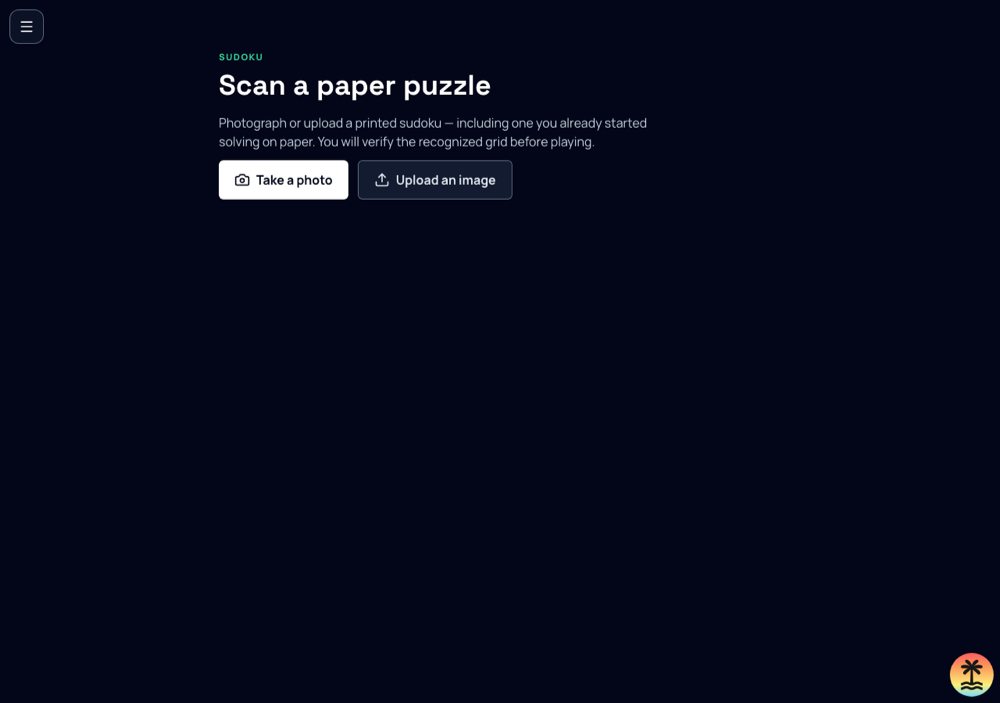 SUDOKU
Scan a paper puzzle
Photograph or upload a printed sudoku — including one you already started
solving on paper. You will verify the recognized grid before playing.
Take a photo
Upload an image